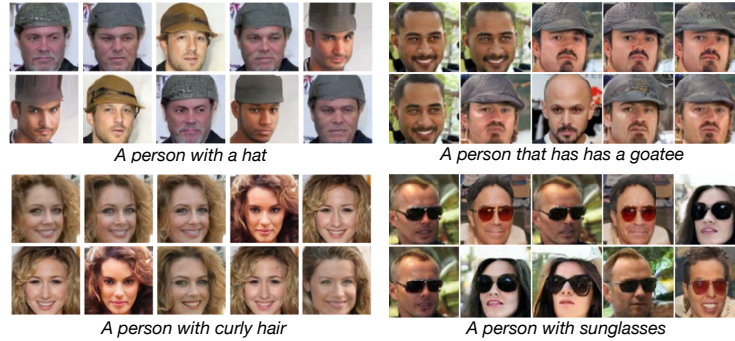 A person with a hat
A person that has has a goatee
A person with curly hair
A person with sunglasses